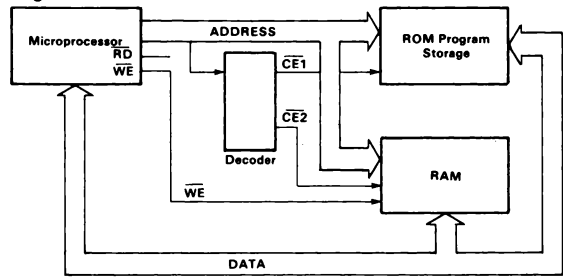 Microprocessor
RD
WE
ADDRESS
ROM Program
Storage
CE1
CE2
Decoder
RAM
WE
DATA